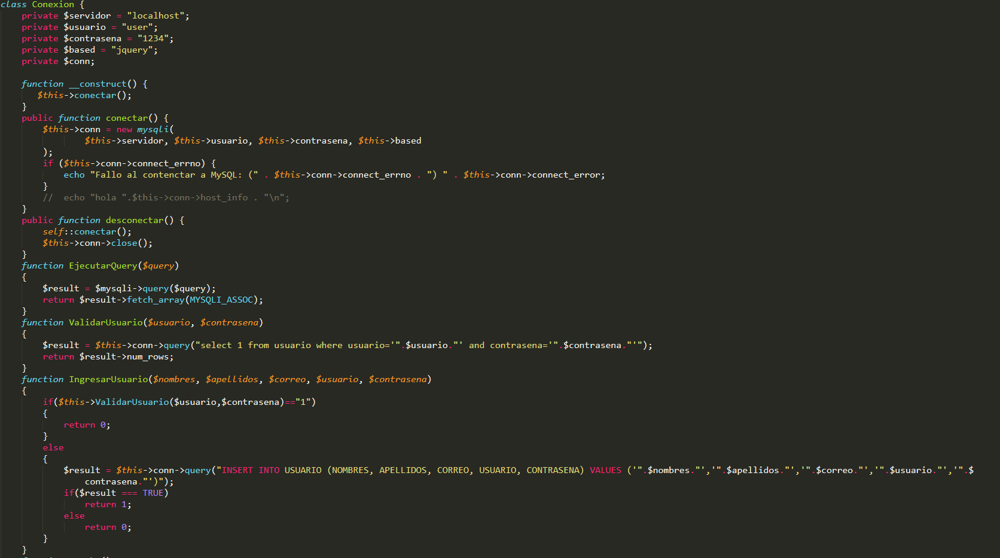 class Conexion {
    private $servidor = "localhost";
    private $usuario = "user";
    private $contrasena = "1234";
    private $based = "jquery";
    private $conn;

    function __construct() {
       $this->conectar();
    }
    public function conectar() {
        $this->conn = new mysqli(
                $this->servidor, $this->usuario, $this->contrasena, $this->based
        );
        if ($this->conn->connect_errno) {
            echo "Fallo al contenctar a MySQL: (" . $this->conn->connect_errno . ") " . $this->conn->connect_error;
        }
        //  echo "hola ".$this->conn->host_info . "\n";
    }
    public function desconectar() {
        self::conectar();
        $this->conn->close();
    }
    function EjecutarQuery($query)
    {
        $result = $mysqli->query($query);
        return $result->fetch_array(MYSQLI_ASSOC);
    }
    function ValidarUsuario($usuario, $contrasena)
    {
        $result = $this->conn->query("select 1 from usuario where usuario='".$usuario."' and contrasena='".$contrasena."'");
        return $result->num_rows;
    }
    function IngresarUsuario($nombres, $apellidos, $correo, $usuario, $contrasena)
    {
        if($this->ValidarUsuario($usuario,$contrasena)=="1")
        {
            return 0;
        }
        else
        {
            $result = $this->conn->query("INSERT INTO USUARIO (NOMBRES, APELLIDOS, CORREO, USUARIO, CONTRASENA) VALUES ('".$nombres."','".$apellidos."','".$correo."','".$usuario."','".$
                contrasena."')");
            if($result === TRUE)
                return 1;
            else
                return 0;
        }
    }